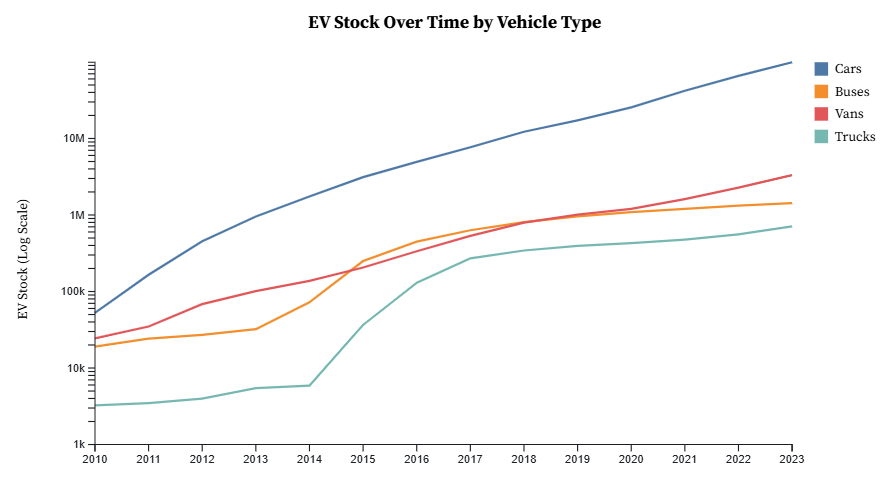 EV Stock Over Time by Vehicle Type
Cars
Buses
Vans
Trucks
10M
1M
100k
10k
1k
EV Stock (Log Scale)
2010 2011 2012 2013 2014 2015 2016 2017 2018 2019 2020 2021 2022 2023